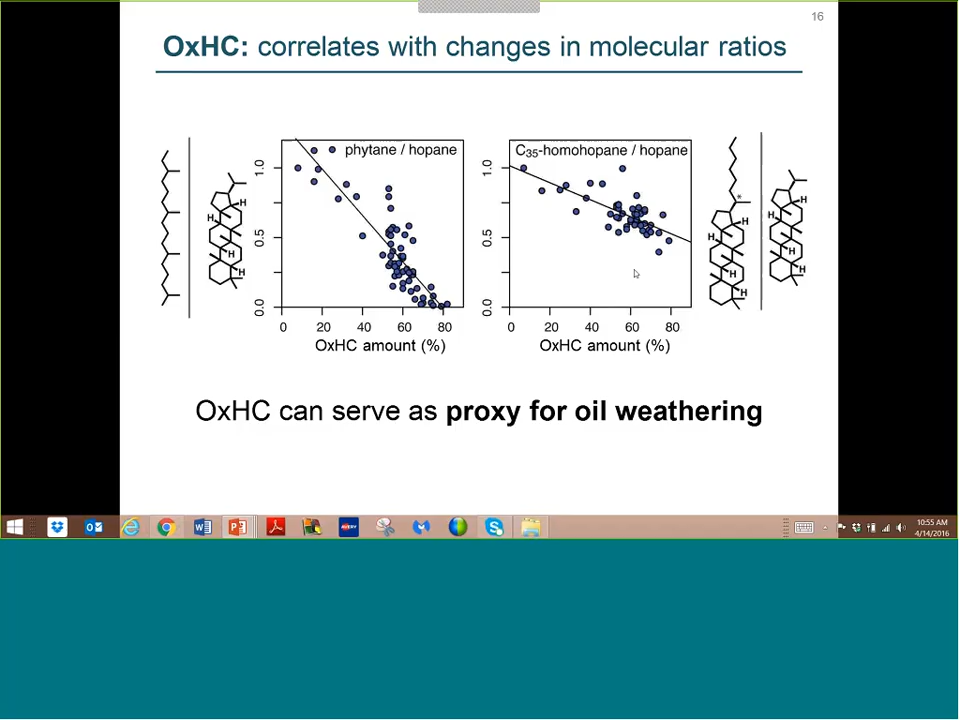 16
OxHC: correlates with changes in molecular ratios
phytane / hopane
1.0
0.5
0.0
0 20 40 60 80
OxHC amount (%)
H
H
H
H
C35-homohopane / hopane
1.0
0.5
0.0
0 20 40 60 80
OxHC amount (%)
*
H
H
H
H
H
H
H
H
OxHC can serve as proxy for oil weathering
AVERY
10:55 AM
4/14/2016